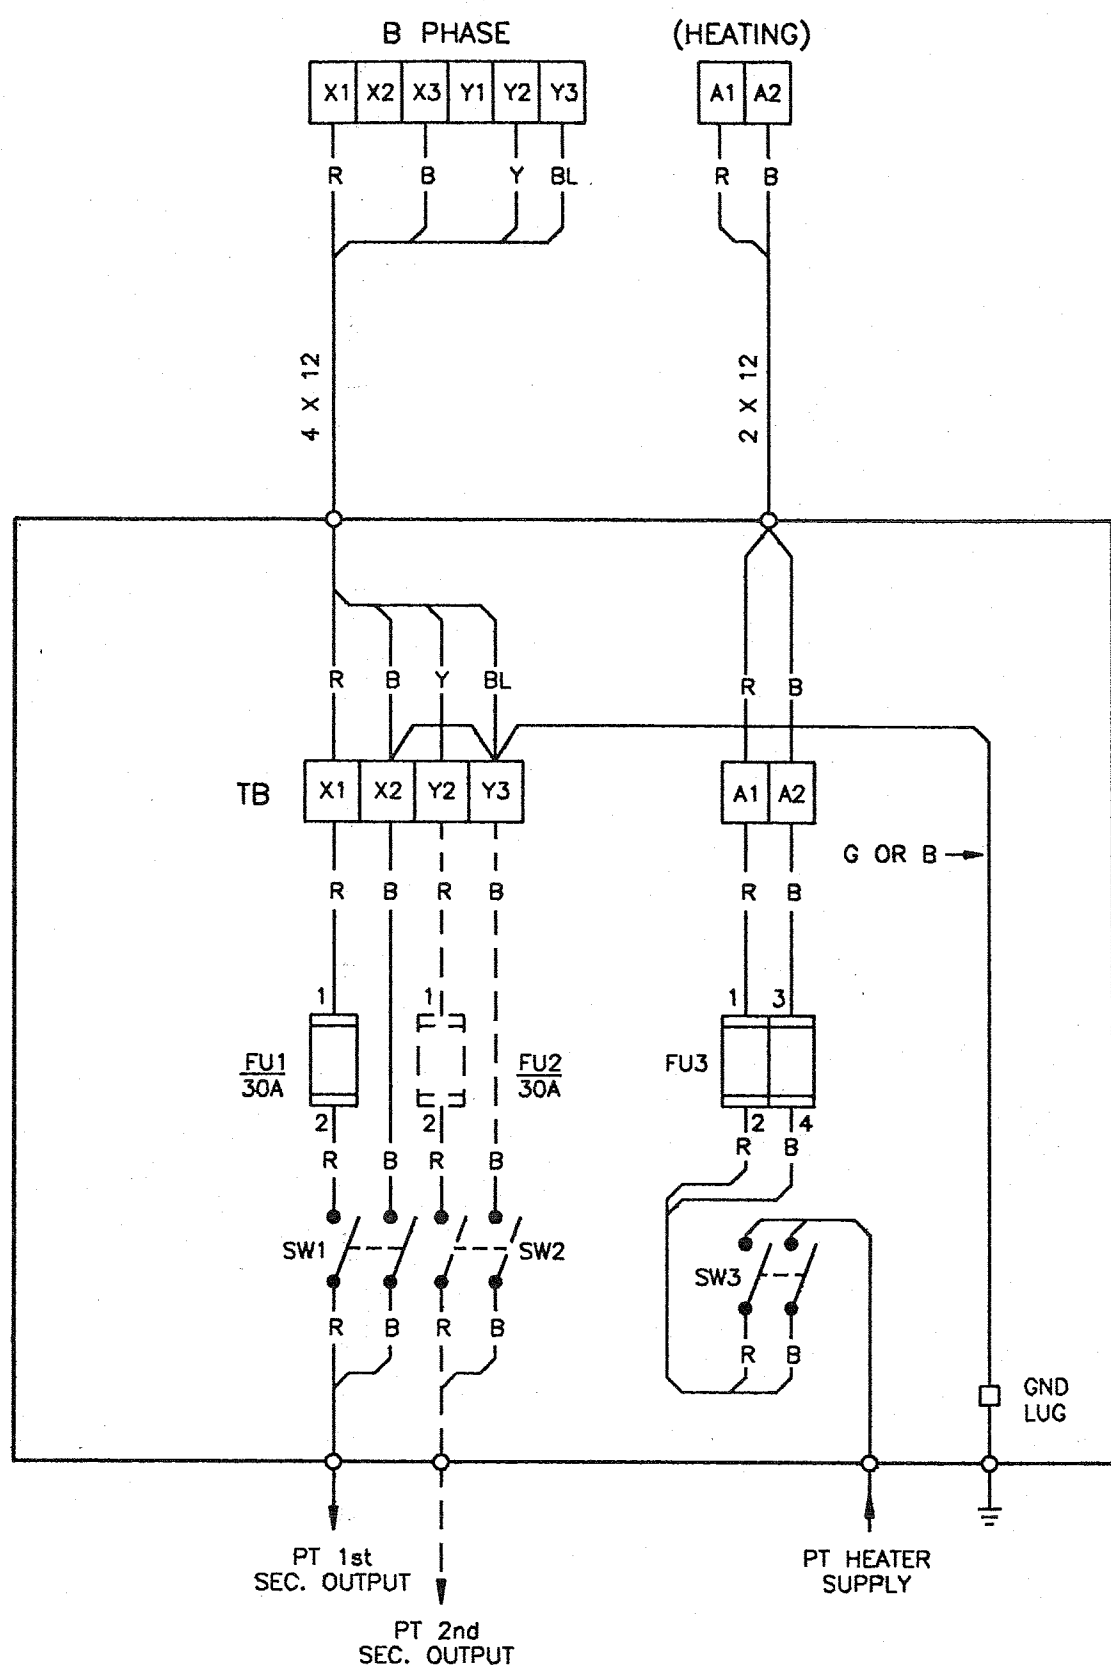 B PHASE (HEATING)
X1 X2 X3 Y1 Y2 Y3 A1 A2
R B Y BL R B
4 X 12 2 X 12
R B Y BL R B
TB X1 X2 Y2 Y3 A1 A2
G OR B
R B R B R B
1 1 1 3
FU1 FU2 FU3
30A 30A
2 2 2 4
R B R B R B
SW1 SW2
SW3
R B R B R B
GND
LUG
PT 1st
SEC. OUTPUT
PT HEATER
SUPPLY
PT 2nd
SEC. OUTPUT